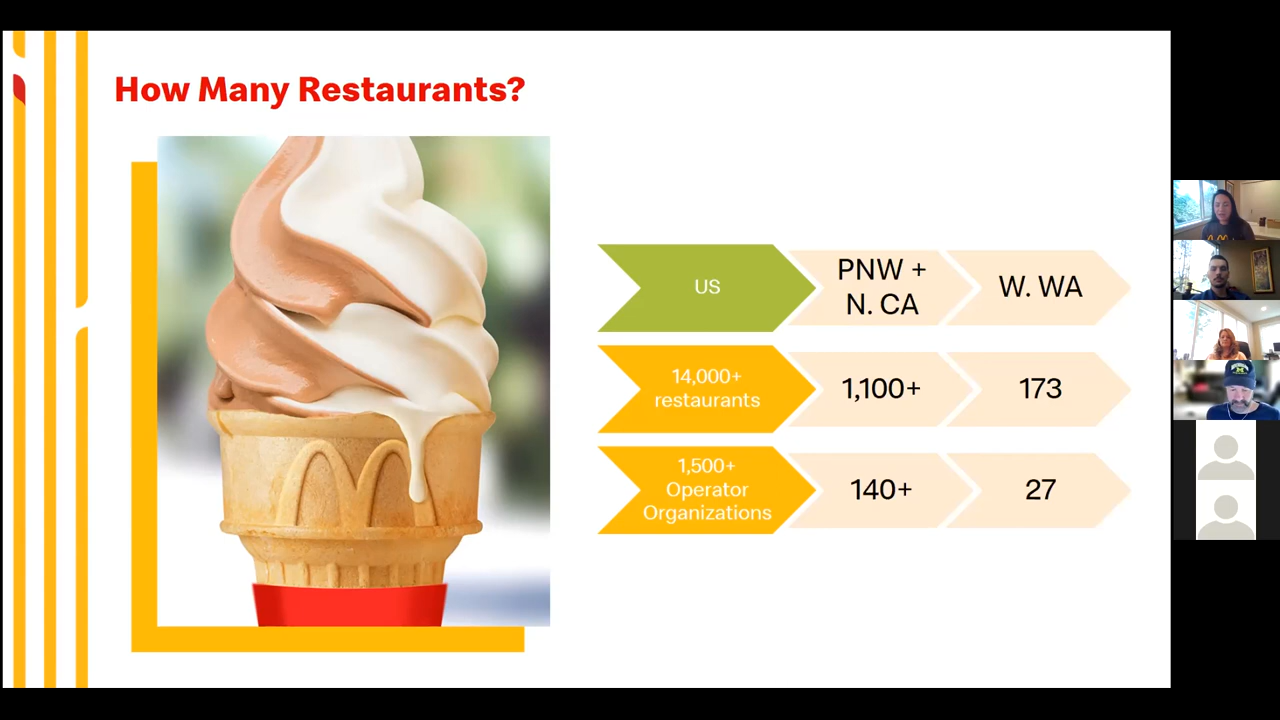 How Many Restaurants?
US
PNW +
N. CA
W. WA
14,000+
restaurants
1,100+
173
1,500+
Operator
Organizations
140+
27